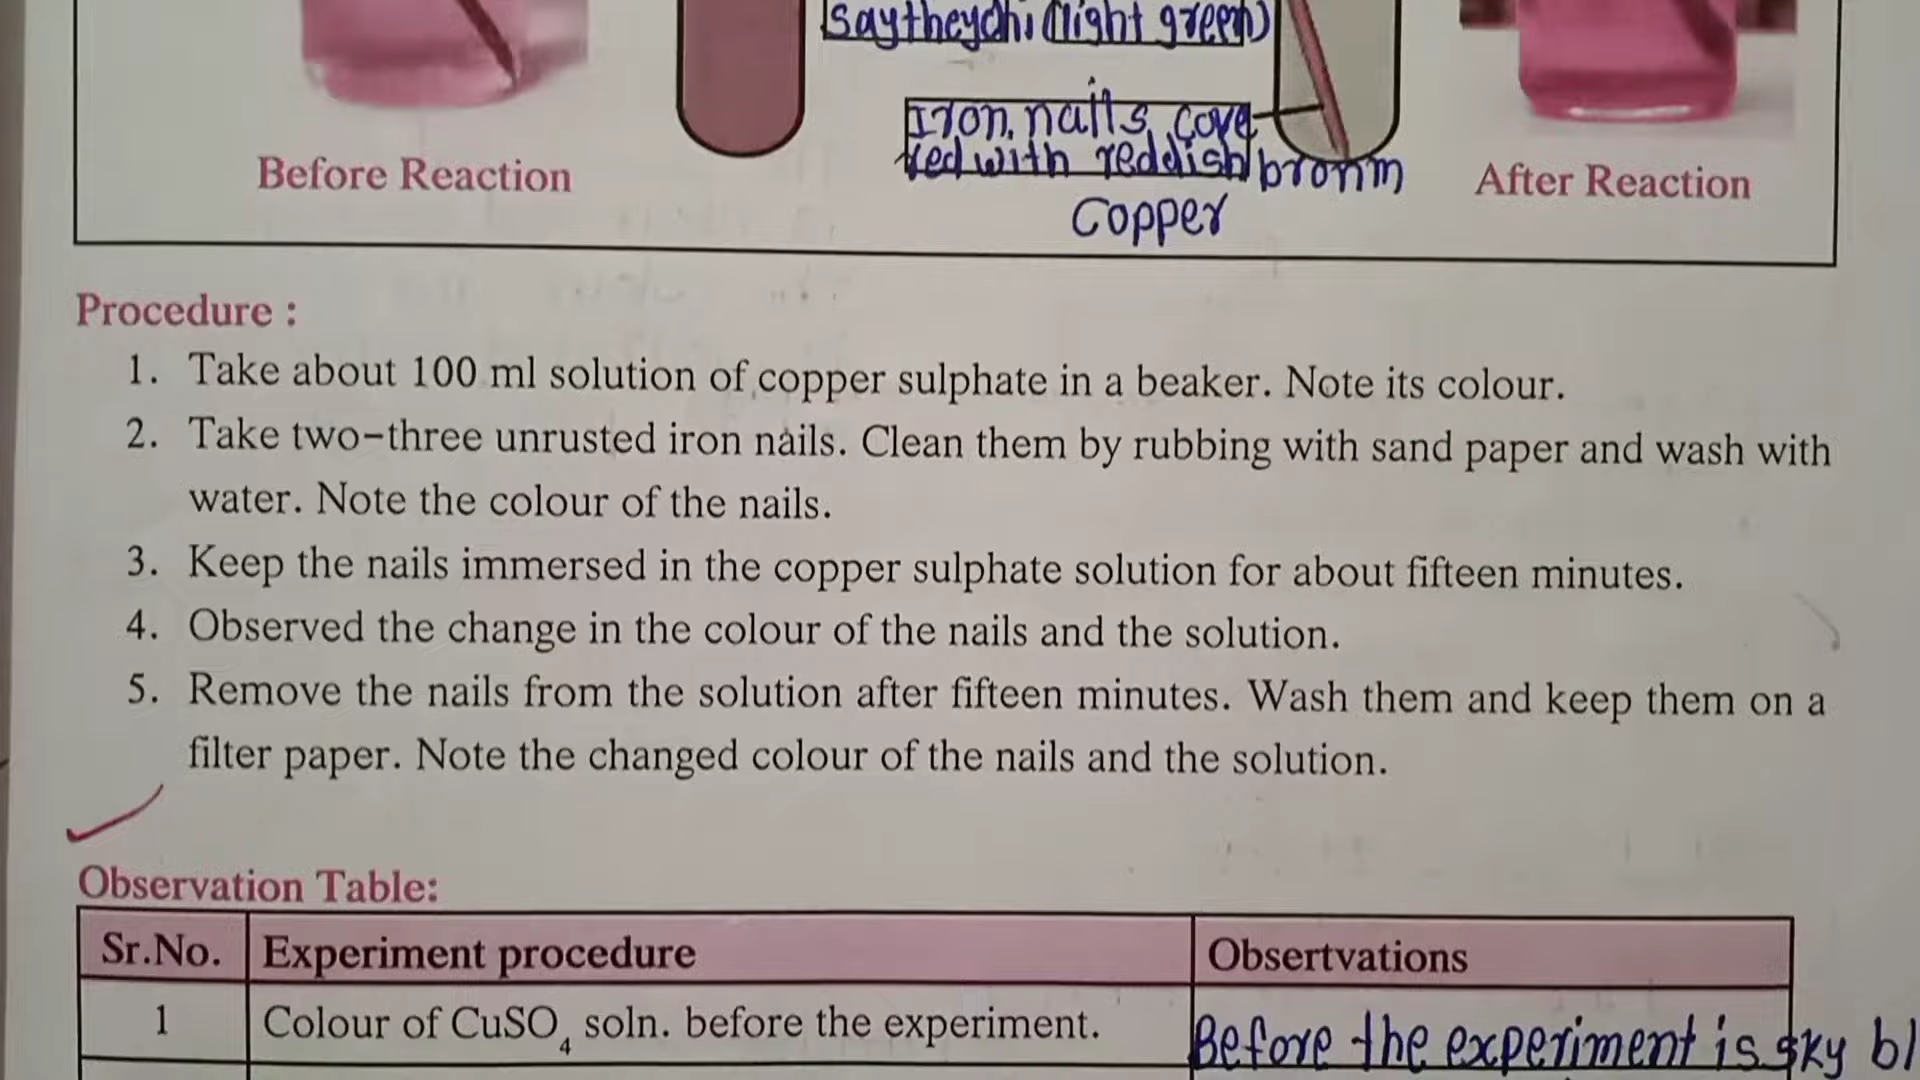 (light green)
Iron nails cove
red with reddish bronm
Copper
Before Reaction
After Reaction
Procedure :
1. Take about 100 ml solution of copper sulphate in a beaker. Note its colour.
2. Take two-three unrusted iron nails. Clean them by rubbing with sand paper and wash with
water. Note the colour of the nails.
3. Keep the nails immersed in the copper sulphate solution for about fifteen minutes.
4. Observed the change in the colour of the nails and the solution.
5. Remove the nails from the solution after fifteen minutes. Wash them and keep them on a
filter paper. Note the changed colour of the nails and the solution.
Observation Table:
Sr.No. Experiment procedure Obsertvations
1 Colour of CuSO4 soln. before the experiment. Before the experiment is sky bl